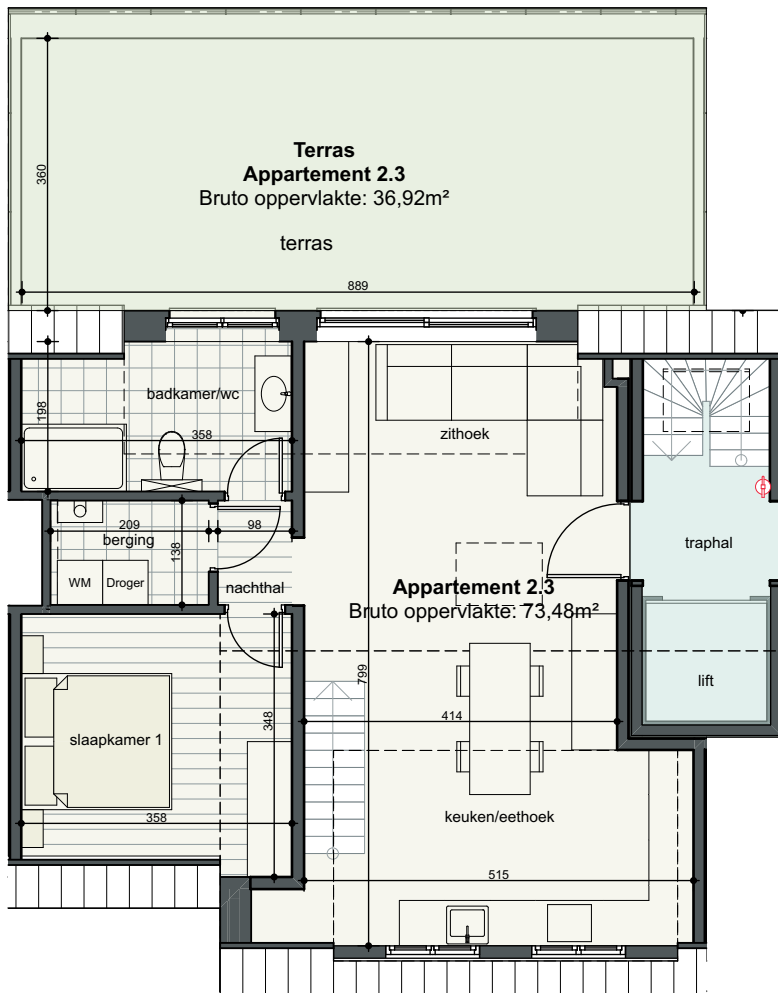 Terras
Appartement 2.3
Bruto oppervlakte: 36,92m²
360
terras
889
badkamer/wc
198
358
zithoek
209
98
berging
138
traphal
WM
Droger
nachthal
Appartement 2.3
Bruto oppervlakte: 73,48m²
799
lift
348
414
slaapkamer 1
358
keuken/eethoek
515